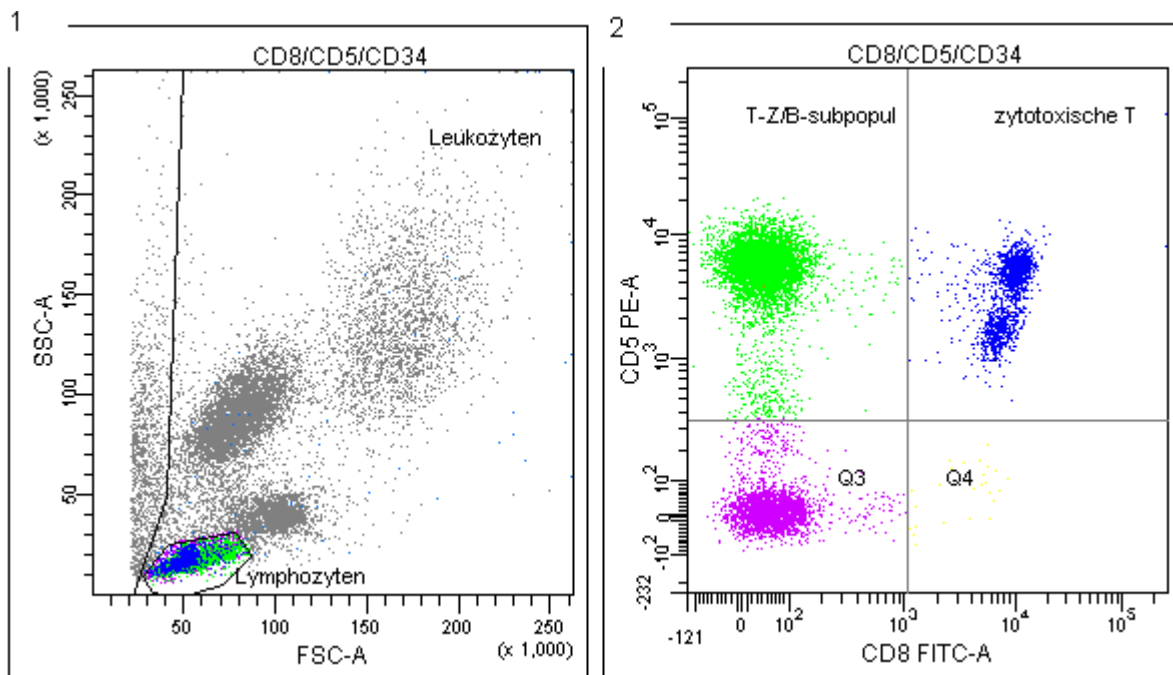 1
CD8/CD5/CD34
(x 1,000)
250
200
150
100
50
SSC-A
Leukozyten
Lymphozyten
50 100 150 200 250
FSC-A
(x 1,000)
2
CD8/CD5/CD34
T-Z/B-subpopul
zytotoxische T
10^5
10^4
10^3
10^2
0
-10^2
-232
CD5 PE-A
Q3
Q4
-121
0 10^2 10^3 10^4 10^5
CD8 FITC-A